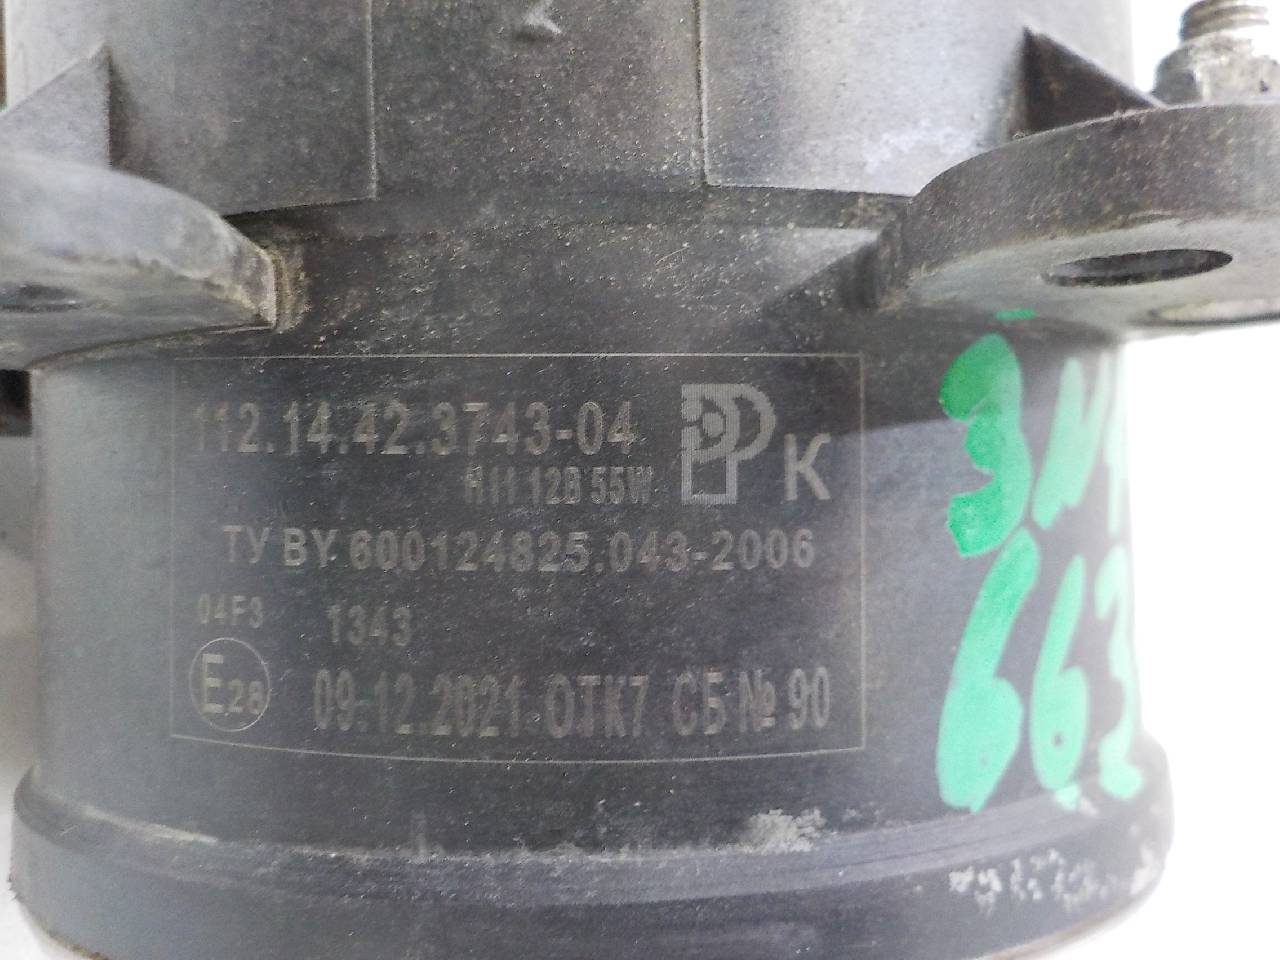 112.14.42.3743-04
К
H11 12В 55W
ТУ BY 600124825.043-2006
04F3 1343
E28
09.12.2021 ОТК7 СБ № 90
663